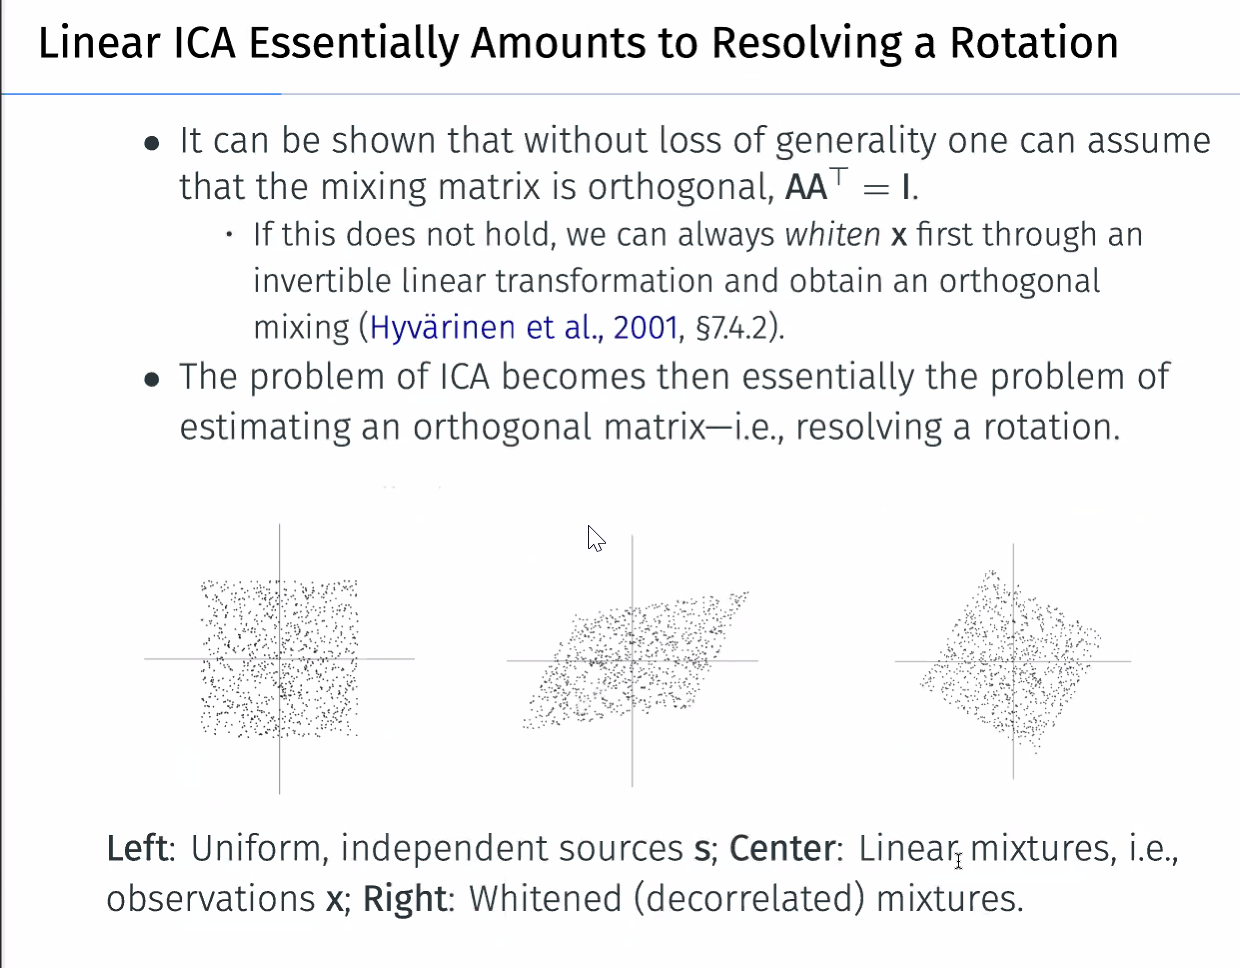 Linear ICA Essentially Amounts to Resolving a Rotation
• It can be shown that without loss of generality one can assume
that the mixing matrix is orthogonal, AA⊤ = I.
· If this does not hold, we can always whiten x first through an
invertible linear transformation and obtain an orthogonal
mixing (Hyvärinen et al., 2001, §7.4.2).
• The problem of ICA becomes then essentially the problem of
estimating an orthogonal matrix—i.e., resolving a rotation.
Left: Uniform, independent sources s; Center: Linear mixtures, i.e.,
observations x; Right: Whitened (decorrelated) mixtures.